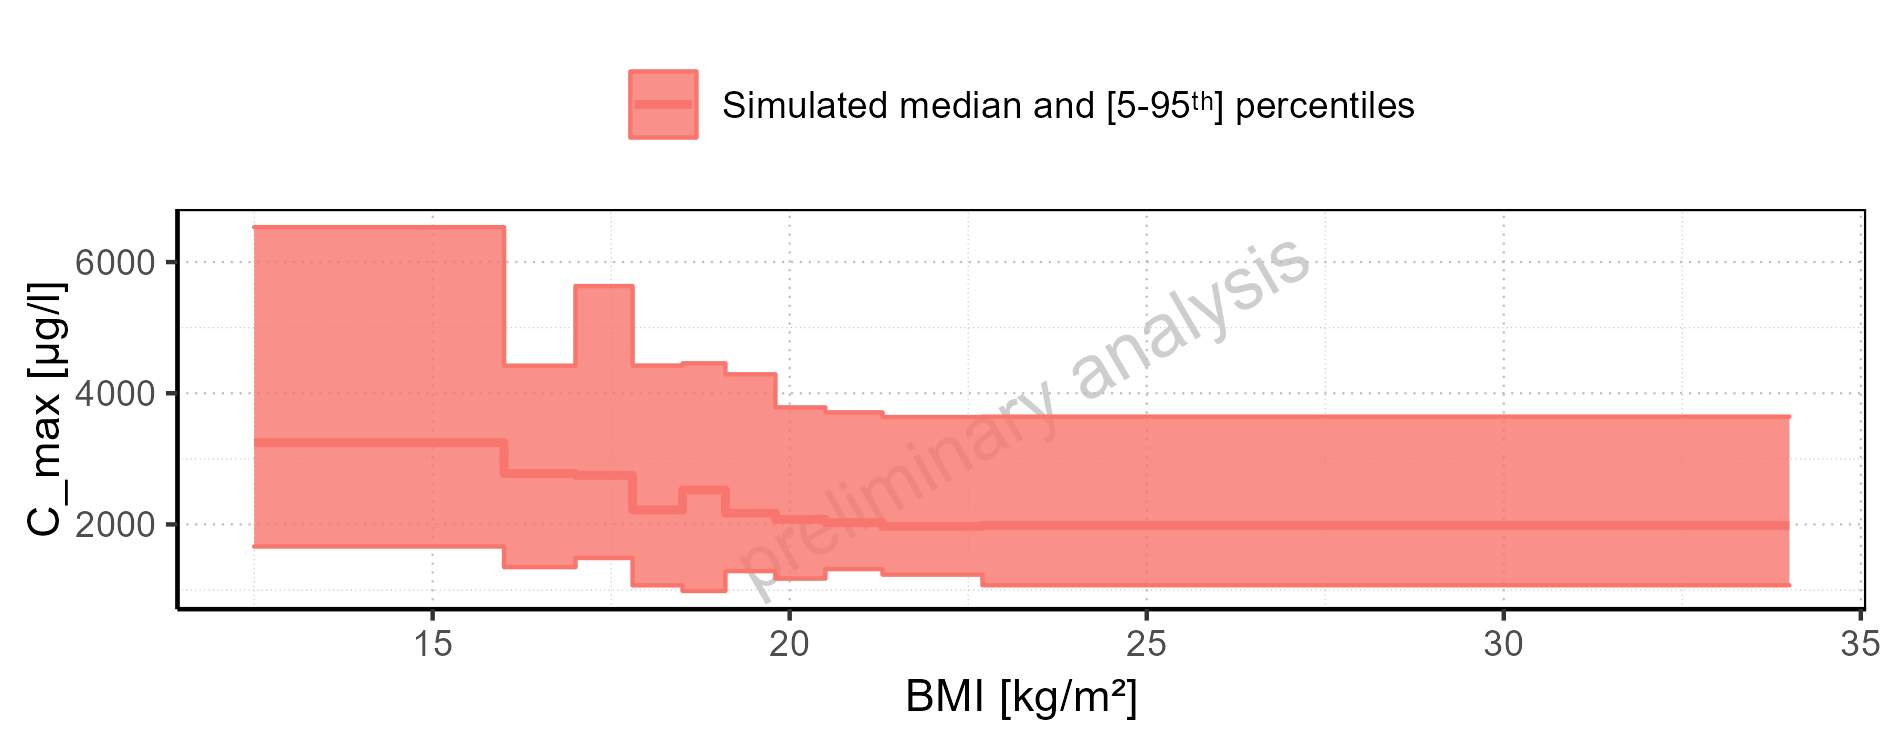 Simulated median and [5-95ᵗʰ] percentiles
6000
4000
2000
C_max [µg/l]
preliminary analysis
15 20 25 30 35
BMI [kg/m²]